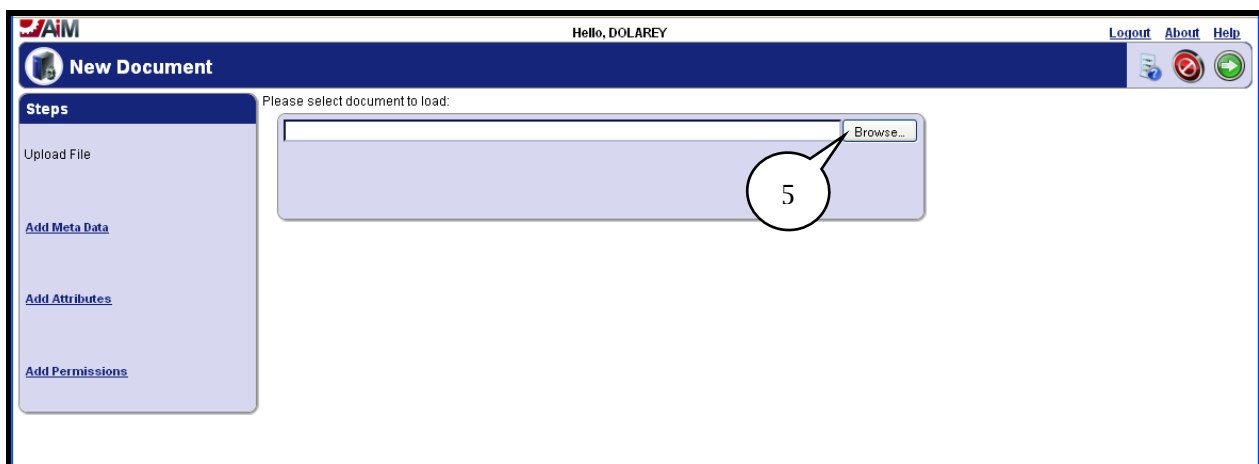 AiM
Hello, DOLAREY
Logout About Help
New Document
Steps
Please select document to load:
Browse...
Upload File
5
Add Meta Data
Add Attributes
Add Permissions